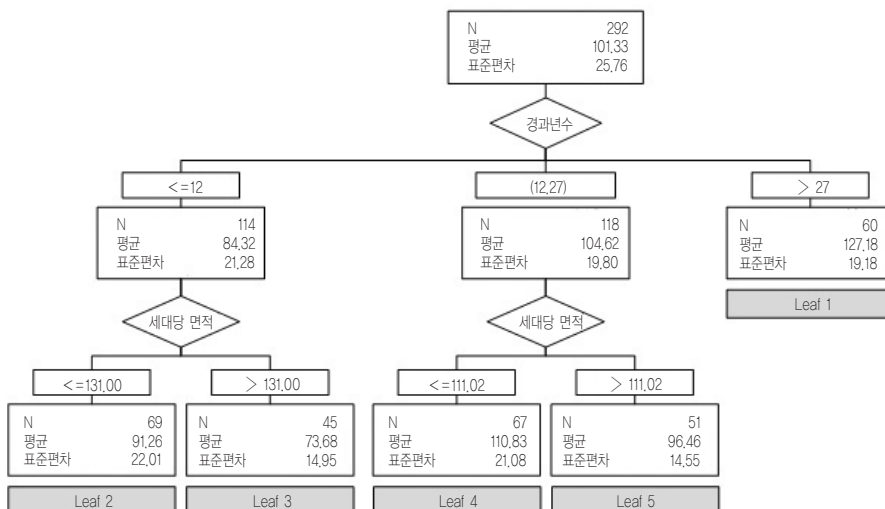 N 292
평균 101,33
표준편차 25,76
경과년수
<=12
(12,27)
> 27
N 114
평균 84,32
표준편차 21,28
N 118
평균 104,62
표준편차 19,80
N 60
평균 127,18
표준편차 19,18
Leaf 1
세대당 면적
세대당 면적
<=131,00
> 131,00
<=111,02
> 111,02
N 69
평균 91,26
표준편차 22,01
N 45
평균 73,68
표준편차 14,95
N 67
평균 110,83
표준편차 21,08
N 51
평균 96,46
표준편차 14,55
Leaf 2
Leaf 3
Leaf 4
Leaf 5